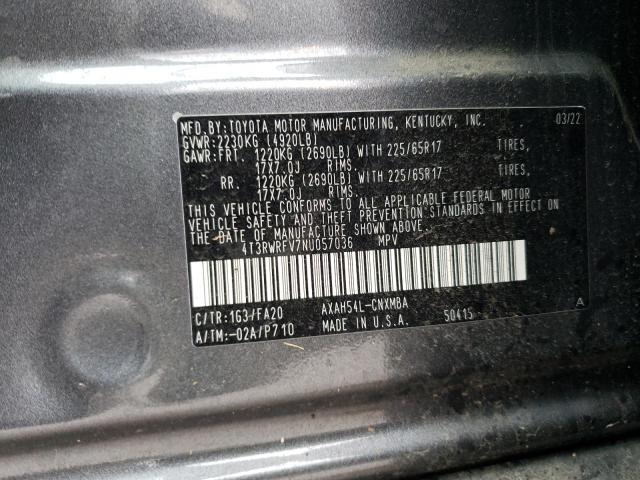 MFD.BY:TOYOTA MOTOR MANUFACTURING, KENTUCKY, INC. 03/22
GVWR:2230KG (4920LB)
GAWR:FRT. 1220KG (2690LB) WITH 225/65R17 TIRES,
17X7.0J RIMS.
RR. 1220KG (2690LB) WITH 225/65R17 TIRES,
17X7.0J RIMS.
THIS VEHICLE CONFORMS TO ALL APPLICABLE FEDERAL MOTOR
VEHICLE SAFETY AND THEFT PREVENTION STANDARDS IN EFFECT ON
THE DATE OF MANUFACTURE SHOWN ABOVE.
4T3RWRFV7NU057036 MPV
C/TR:1G3/FA20 AXAH54L-CNXMBA A
A/TM:-02A/P710 MADE IN U.S.A. 50415